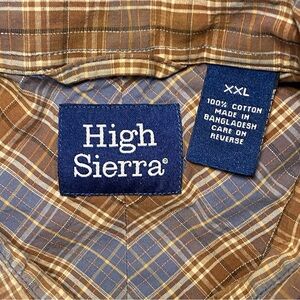 High
Sierra®
XXL
100% COTTON
MADE IN
BANGLADESH
CARE ON
REVERSE